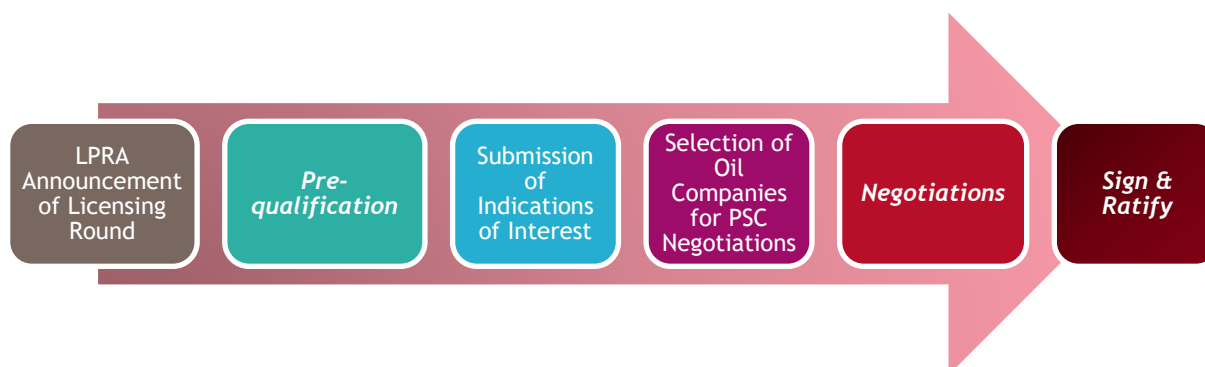 LPRA
Announcement
of Licensing
Round
Pre-
qualification
Submission
of
Indications
of Interest
Selection of
Oil
Companies
for PSC
Negotiations
Negotiations
Sign &
Ratify